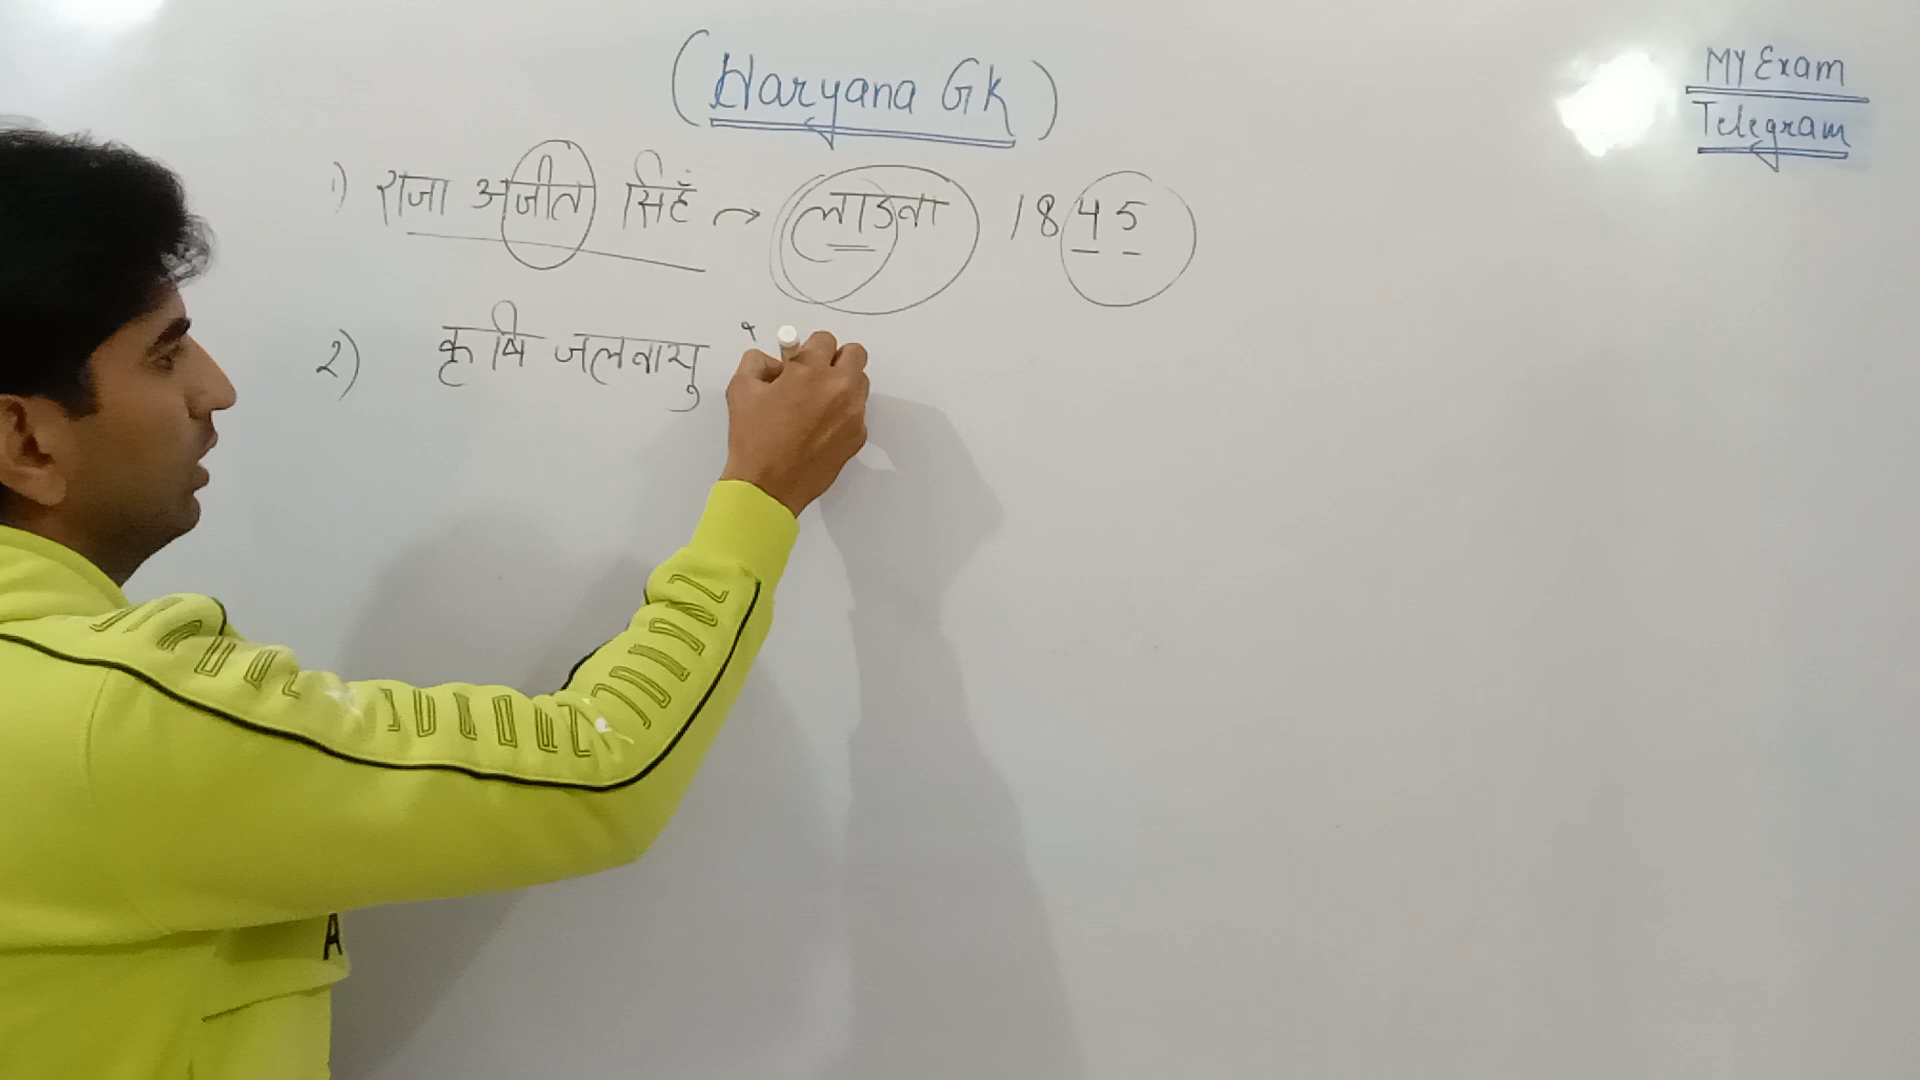 (Haryana GK)
MY Exam
Telegram
1) राजा अजीत सिहँ → लाडवा 1845
2) कृषि जलवायु